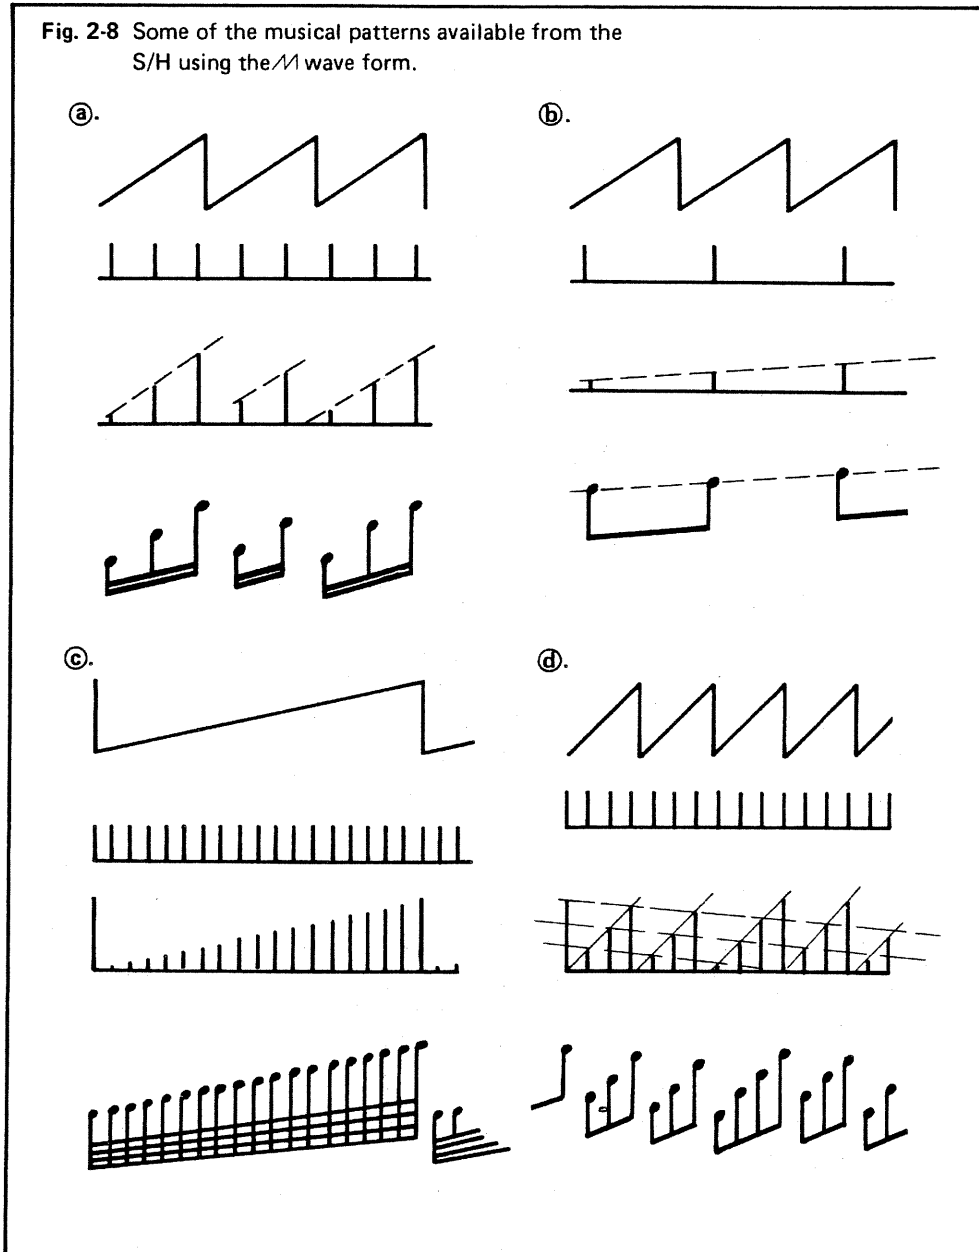 Fig. 2-8 Some of the musical patterns available from the
S/H using the wave form.
ⓐ.
ⓑ.
ⓒ.
ⓓ.